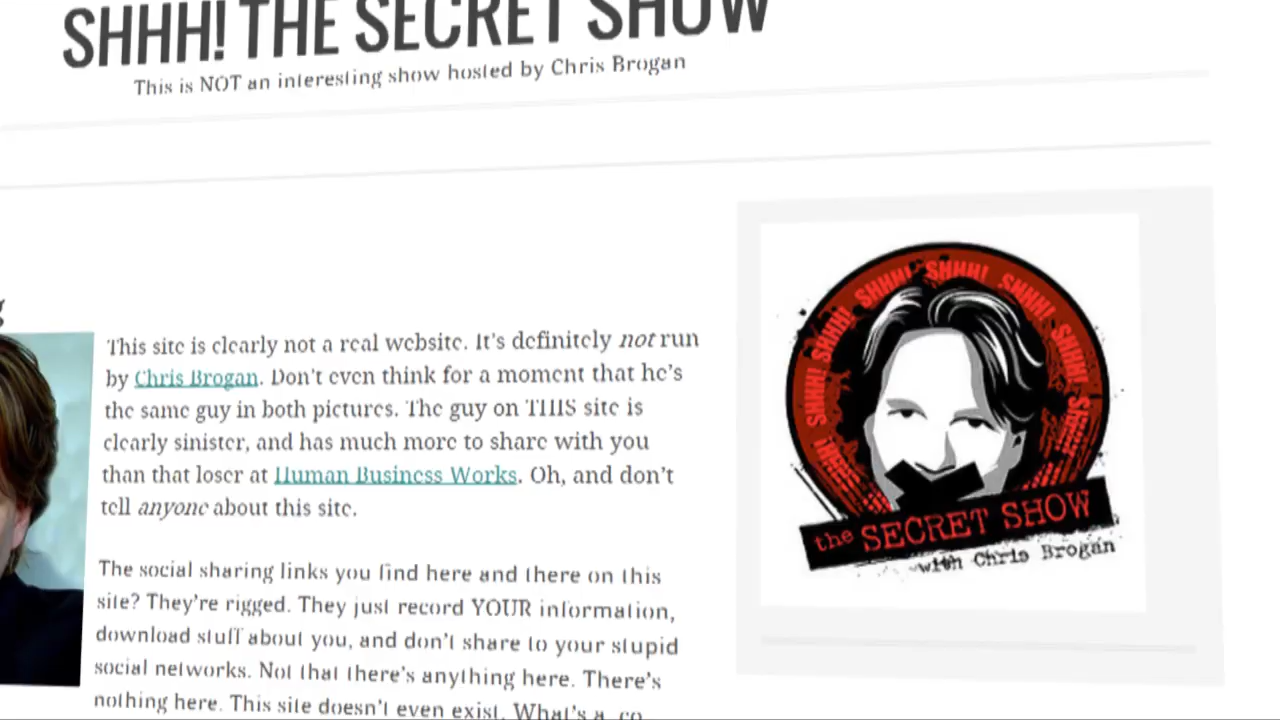 SHHH! THE SECRET SHOW
This is NOT an interesting show hosted by Chris Brogan
This site is clearly not a real website. It's definitely not run
by Chris Brogan. Don't even think for a moment that he's
the same guy in both pictures. The guy on THIS site is
clearly sinister, and has much more to share with you
than that loser at Human Business Works. Oh, and don't
tell anyone about this site.
The social sharing links you find here and there on this
site? They're rigged. They just record YOUR information,
download stuff about you, and don't share to your stupid
social networks. Not that there's anything here. There's
nothing here. This site doesn't even exist. What's a .co
SHHH! SHHH! SHHH! SHHH! SHHH! SHHH! SHHH!
the SECRET SHOW
with Chris Brogan